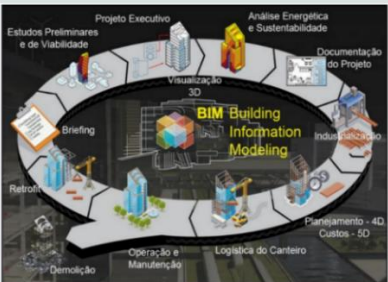 Projeto Executivo
Análise Energética
e Sustentabilidade
Estudos Preliminares
e de Viabilidade
Documentação
do Projeto
Visualização
3D
BIM Building
Information
Modeling
Briefing
Industrialização
Retrofit
Planejamento - 4D
Custos - 5D
Logística do Canteiro
Operação e
Manutenção
Demolição